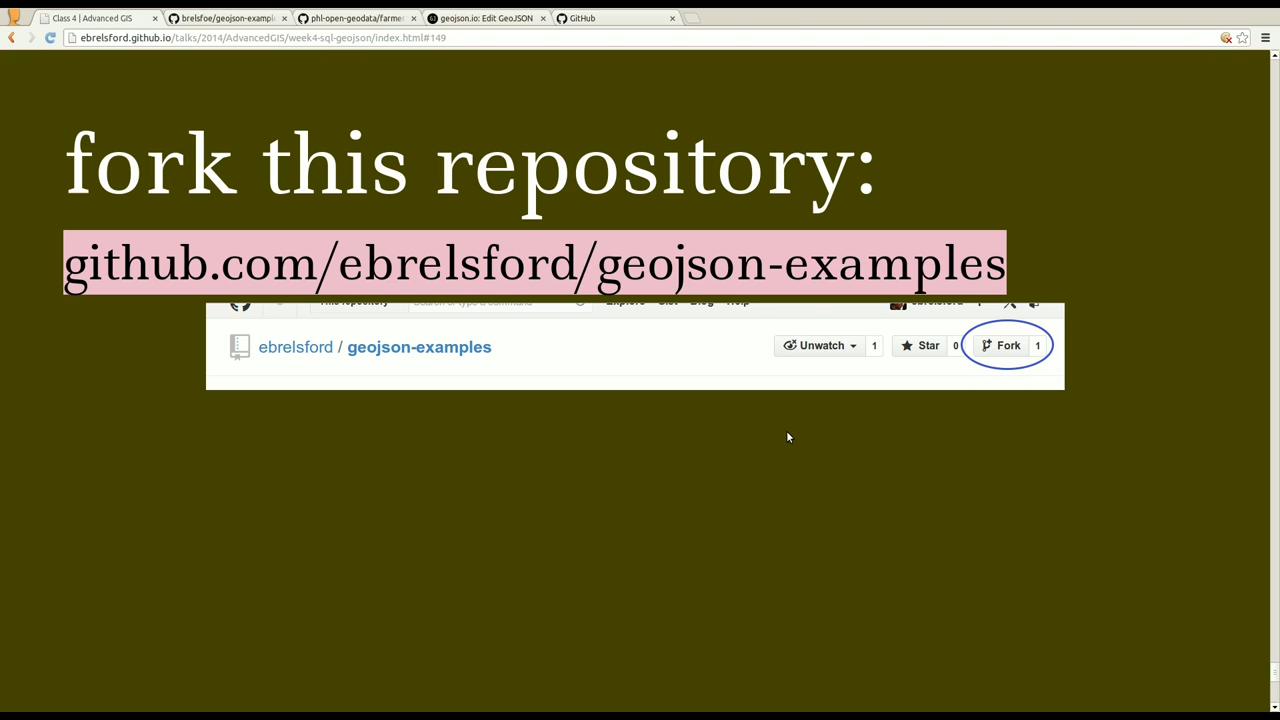 Class 4 | Advanced GIS
brelsfoe/geojson-exampl
phl-open-geodata/farmer
geojson.io: Edit GeoJSON
GitHub
ebrelsford.github.io/talks/2014/AdvancedGIS/week4-sql-geojson/index.html#149
fork this repository:
github.com/ebrelsford/geojson-examples
ebrelsford / geojson-examples
Unwatch 1
Star 0
Fork 1